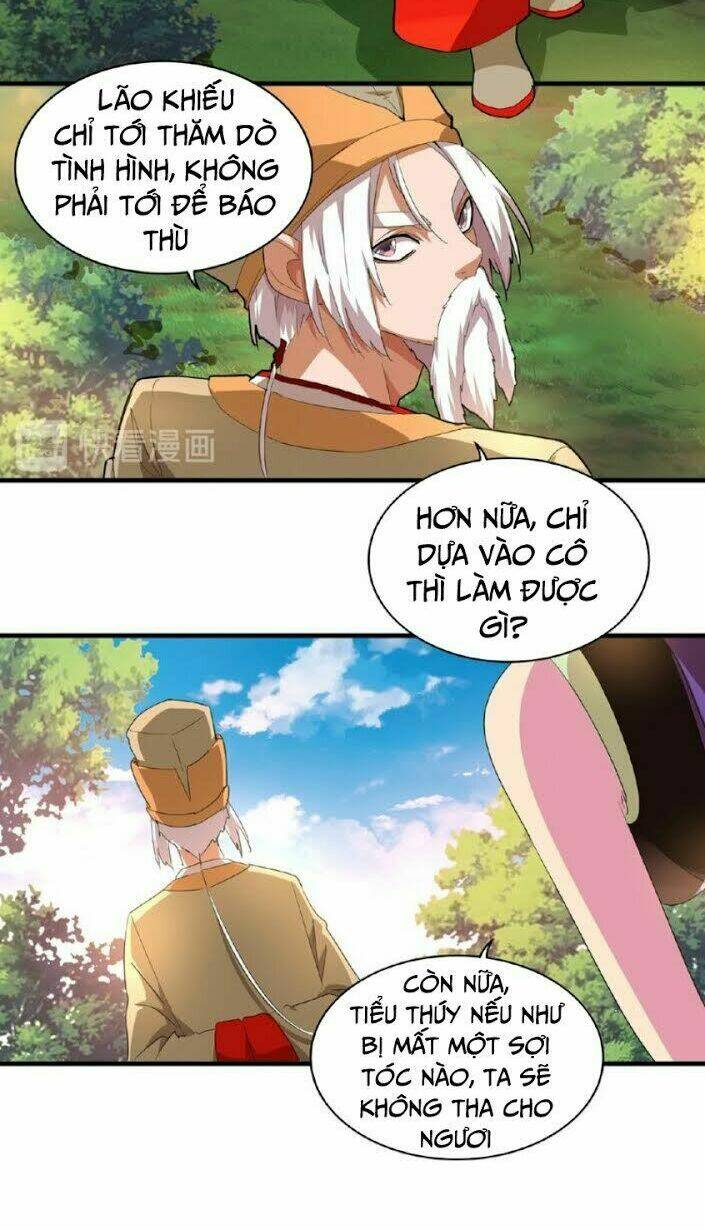 LÃO KHIẾU
CHỈ TỚI THĂM DÒ
TÌNH HÌNH, KHÔNG
PHẢI TỚI ĐỂ BÁO
THÙ
快看漫画
HƠN NỮA, CHỈ
DỰA VÀO CÔ
THÌ LÀM ĐƯỢC
GÌ?
CÒN NỮA,
TIỂU THÚY NẾU NHƯ
BỊ MẤT MỘT SỢI
TÓC NÀO, TA SẼ
KHÔNG THA CHO
NGƯƠI